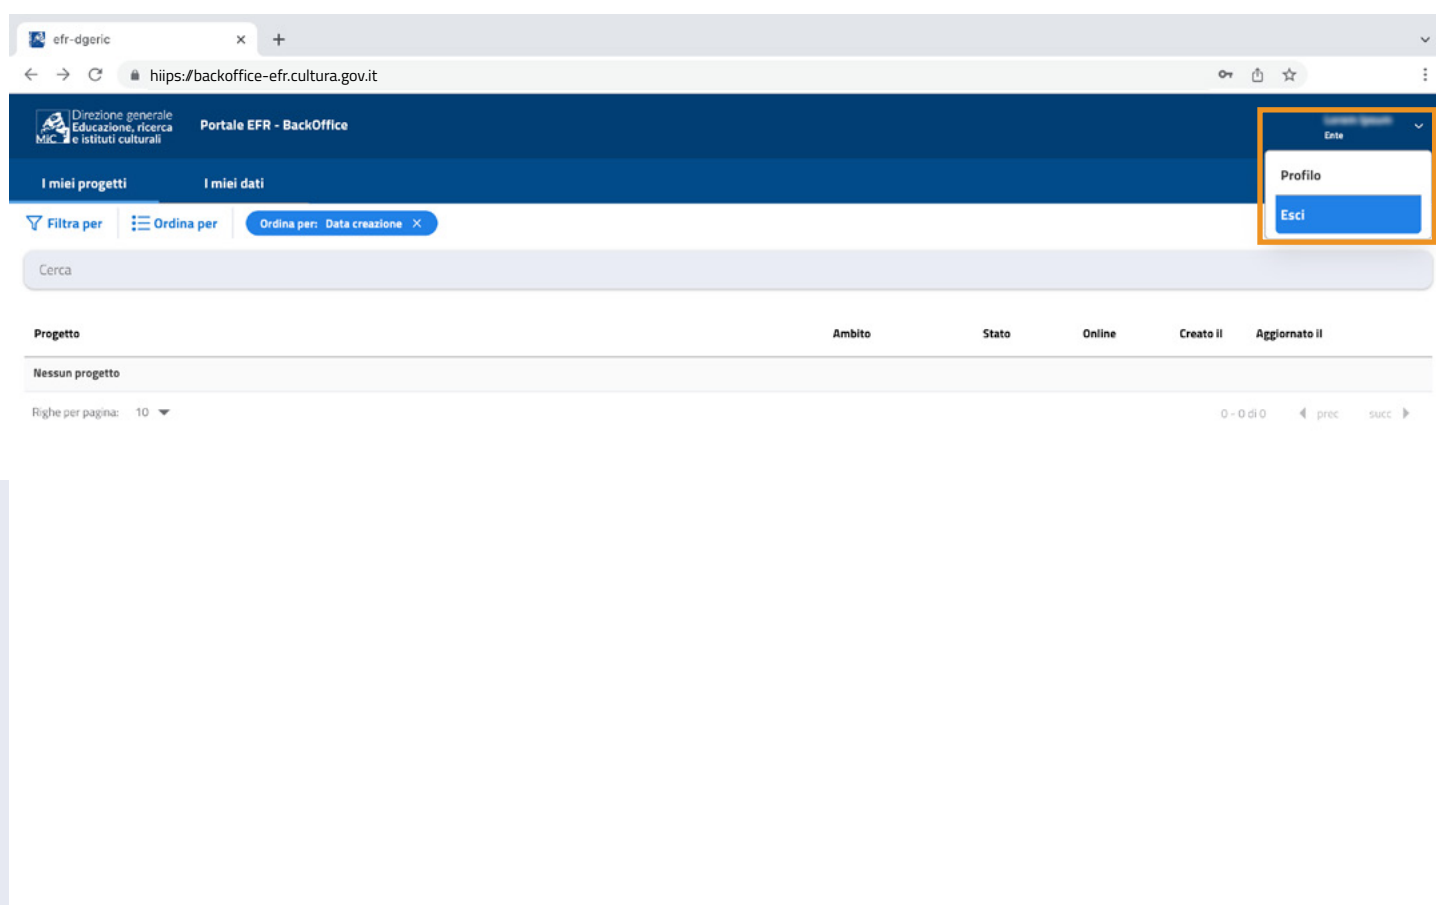 efr-dgeric
hiips://backoffice-efr.cultura.gov.it
Direzione generale
Educazione, ricerca
e istituti culturali
MiC
Portale EFR - BackOffice
Ente
I miei progetti
I miei dati
Profilo
Esci
Filtra per
Ordina per
Ordina per: Data creazione ×
Cerca
Progetto Ambito Stato Online Creato il Aggiornato il
Nessun progetto
Righe per pagina: 10
0 - 0 di 0 prec succ